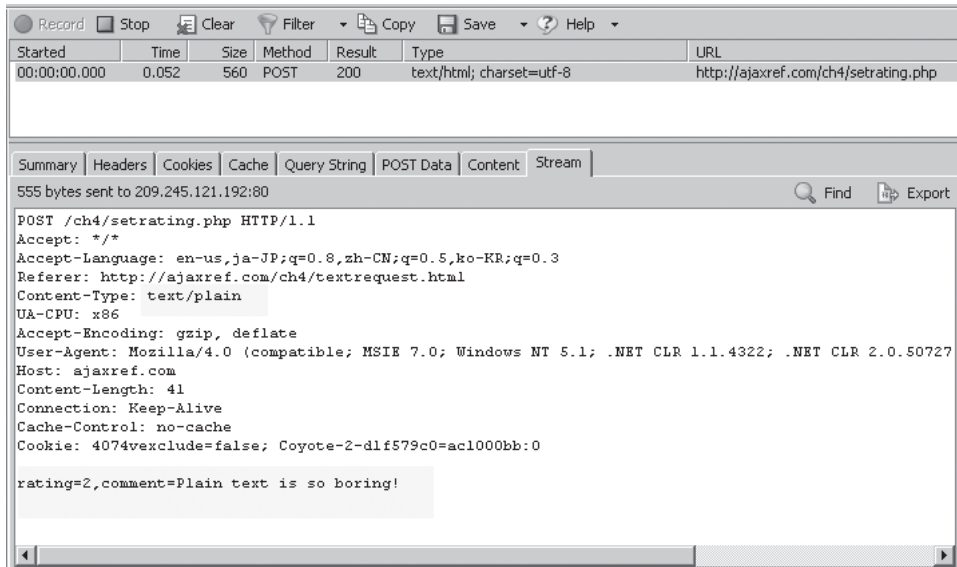 Record Stop Clear Filter Copy Save Help
Started Time Size Method Result Type URL
00:00:00.000 0.052 560 POST 200 text/html; charset=utf-8 http://ajaxref.com/ch4/setrating.php
Summary Headers Cookies Cache Query String POST Data Content Stream
555 bytes sent to 209.245.121.192:80 Find Export
POST /ch4/setrating.php HTTP/1.1
Accept: */*
Accept-Language: en-us,ja-JP;q=0.8,zh-CN;q=0.5,ko-KR;q=0.3
Referer: http://ajaxref.com/ch4/textrequest.html
Content-Type: text/plain
UA-CPU: x86
Accept-Encoding: gzip, deflate
User-Agent: Mozilla/4.0 (compatible; MSIE 7.0; Windows NT 5.1; .NET CLR 1.1.4322; .NET CLR 2.0.50727
Host: ajaxref.com
Content-Length: 41
Connection: Keep-Alive
Cache-Control: no-cache
Cookie: 4074vexclude=false; Coyote-2-d1f579c0=ac1000bb:0
rating=2,comment=Plain text is so boring!